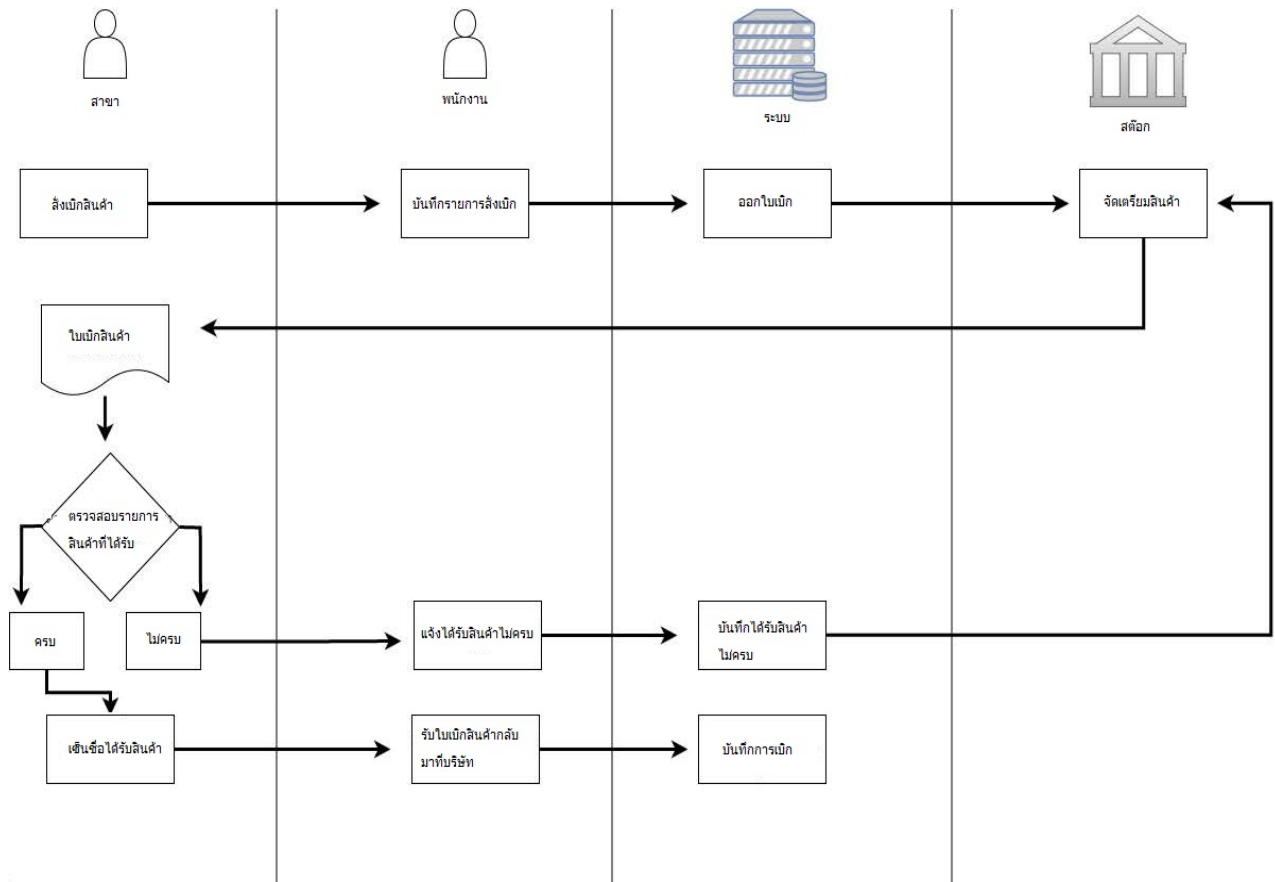 สาขา
พนักงาน
ระบบ
สต๊อก
สั่งเบิกสินค้า
บันทึกรายการสั่งเบิก
ออกใบเบิก
จัดเตรียมสินค้า
ใบเบิกสินค้า
ตรวจสอบรายการ
สินค้าที่ได้รับ
ครบ
ไม่ครบ
แจ้งได้รับสินค้าไม่ครบ
บันทึกได้รับสินค้า
ไม่ครบ
เซ็นชื่อได้รับสินค้า
รับใบเบิกสินค้ากลับ
มาที่บริษัท
บันทึกการเบิก